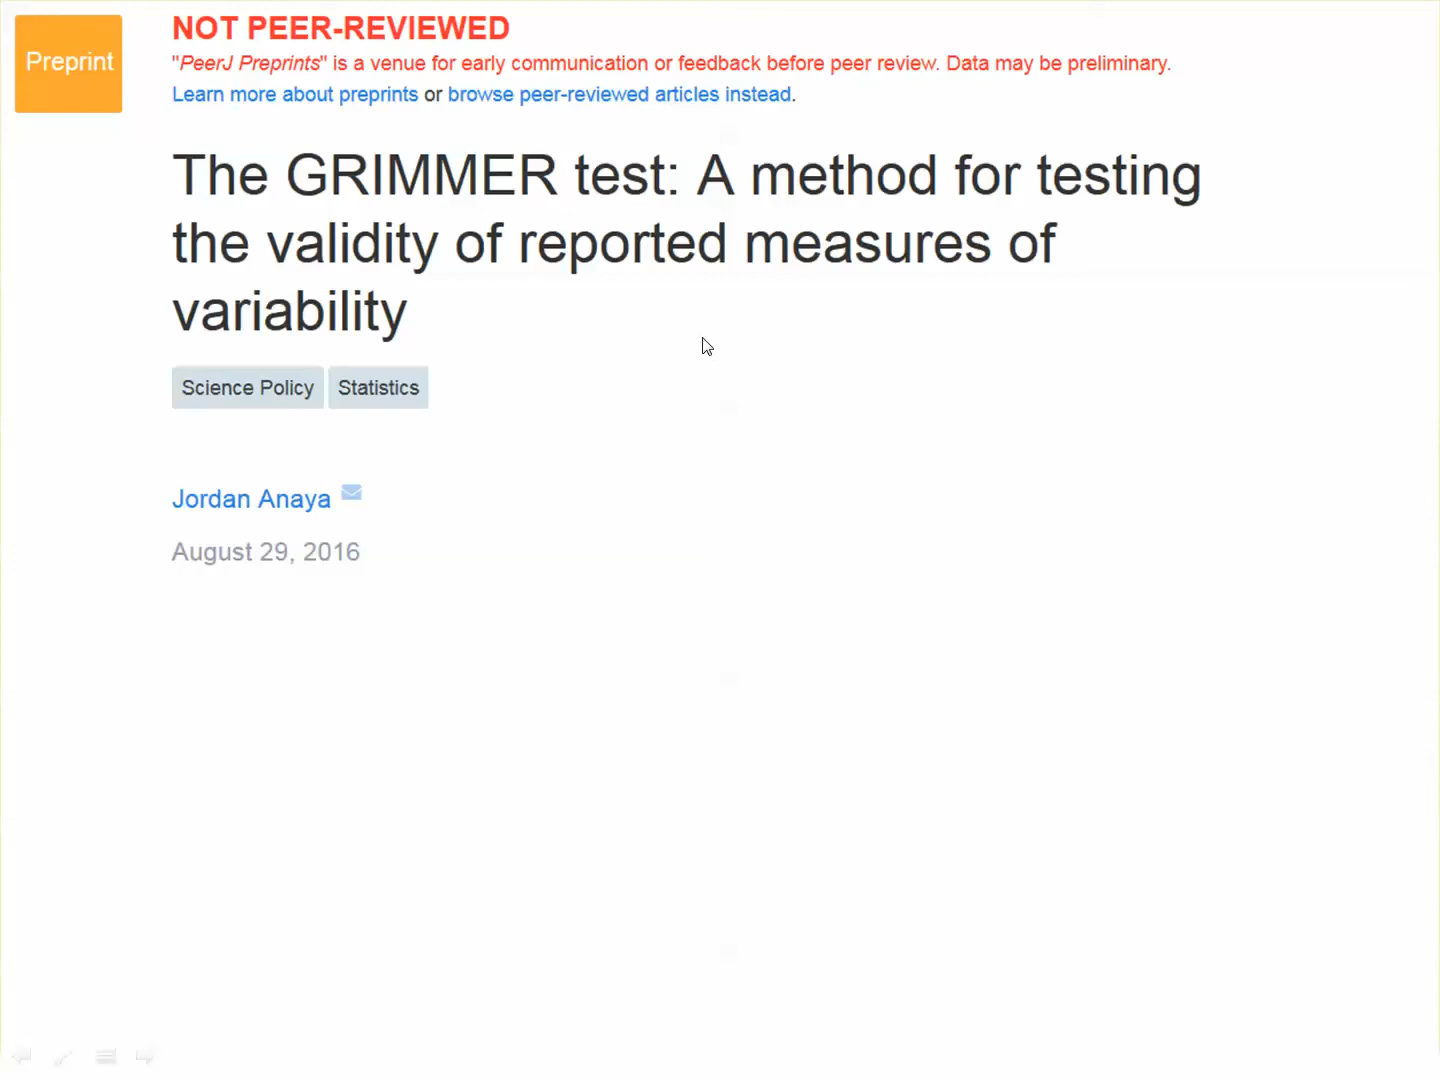 Preprint
NOT PEER-REVIEWED
"PeerJ Preprints" is a venue for early communication or feedback before peer review. Data may be preliminary.
Learn more about preprints or browse peer-reviewed articles instead.
The GRIMMER test: A method for testing
the validity of reported measures of
variability
Science Policy Statistics
Jordan Anaya
August 29, 2016